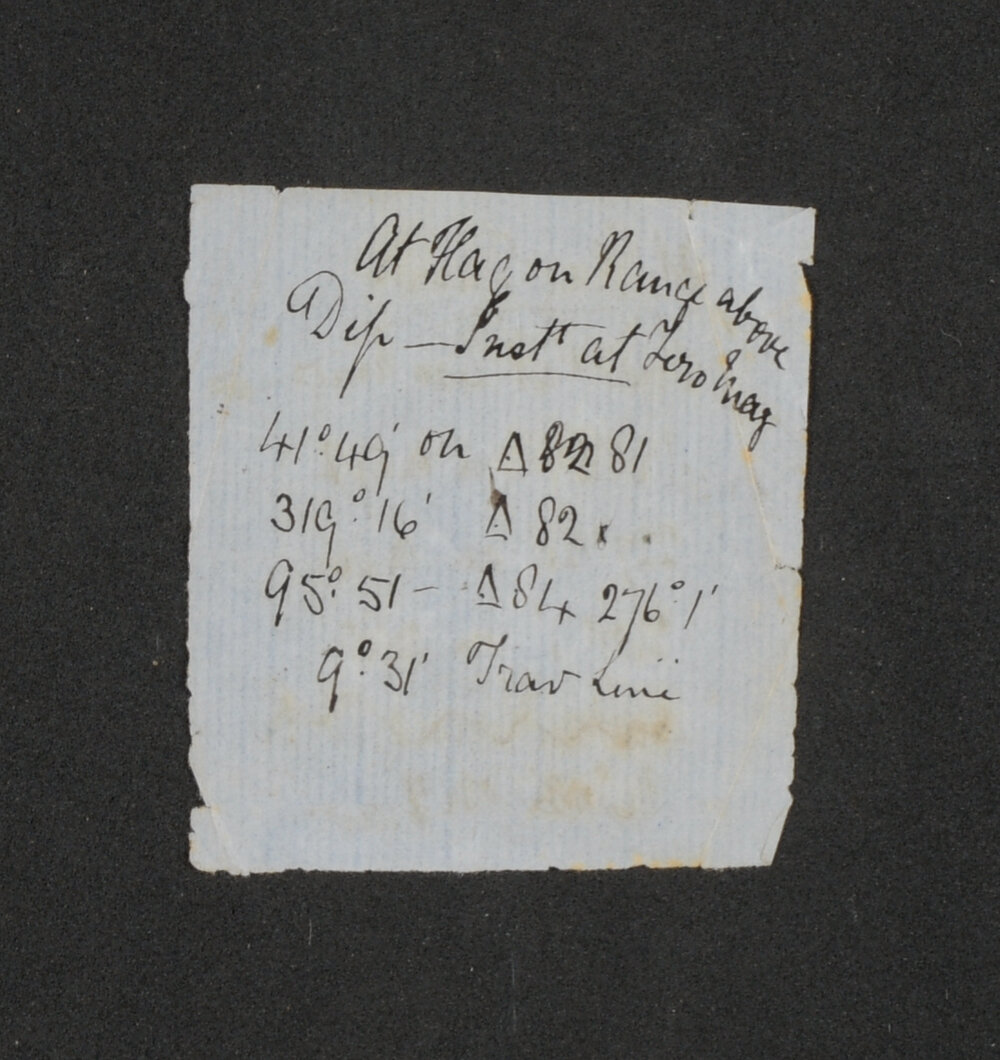 At Flag on Range above
Dip — Instt at Zero Mag
41°.49' on △ 81
319°.16' △ 82 x
95°.51 — △ 84 276°.1'
9°.31' Trav Line